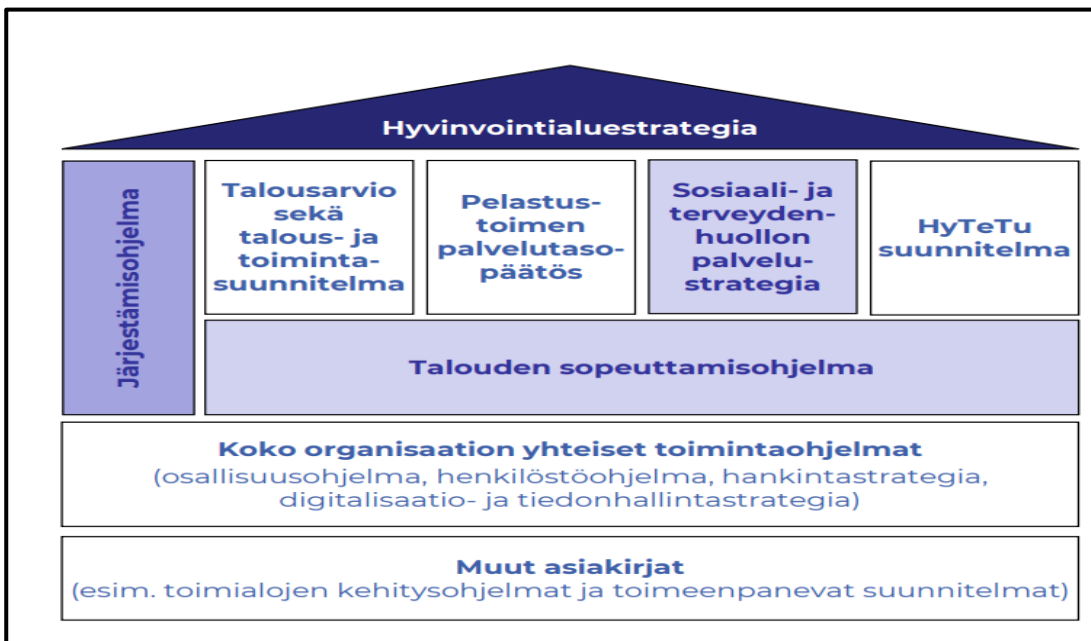 Hyvinvointialuestrategia
Järjestämisohjelma
Talousarvio
sekä
talous- ja
toiminta-
suunnitelma
Pelastus-
toimen
palvelutaso-
päätös
Sosiaali- ja
terveyden-
huollon
palvelu-
strategia
HyTeTu
suunnitelma
Talouden sopeuttamisohjelma
Koko organisaation yhteiset toimintaohjelmat
(osallisuusohjelma, henkilöstöohjelma, hankintastrategia,
digitalisaatio- ja tiedonhallintastrategia)
Muut asiakirjat
(esim. toimialojen kehitysohjelmat ja toimeenpanevat suunnitelmat)